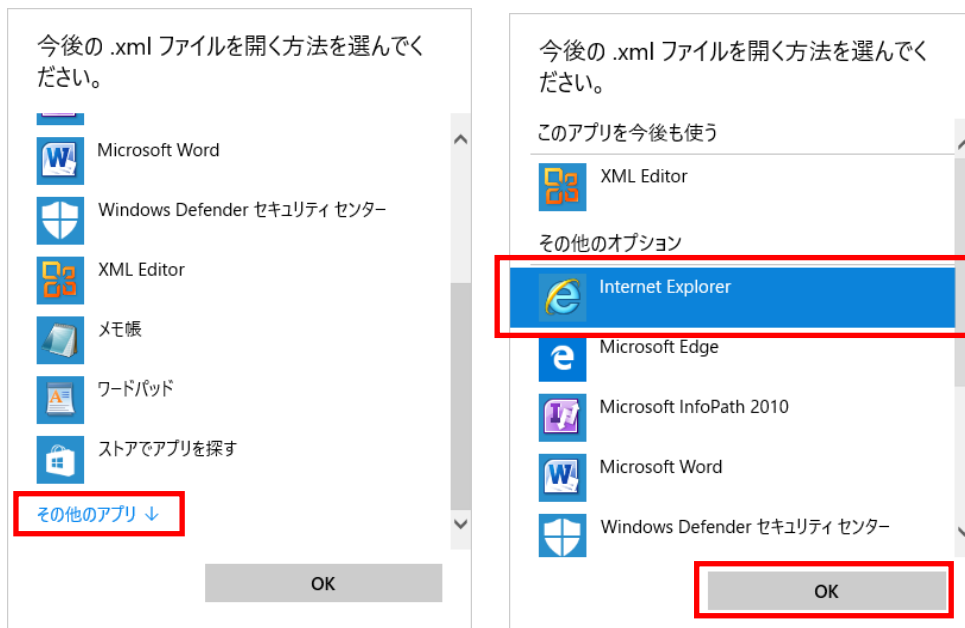 今後の .xml ファイルを開く方法を選んでく
ださい。
Microsoft Word
Windows Defender セキュリティ センター
XML Editor
メモ帳
ワードパッド
ストアでアプリを探す
その他のアプリ ↓
OK
今後の .xml ファイルを開く方法を選んでく
ださい。
このアプリを今後も使う
XML Editor
その他のオプション
Internet Explorer
Microsoft Edge
Microsoft InfoPath 2010
Microsoft Word
Windows Defender セキュリティ センター
OK